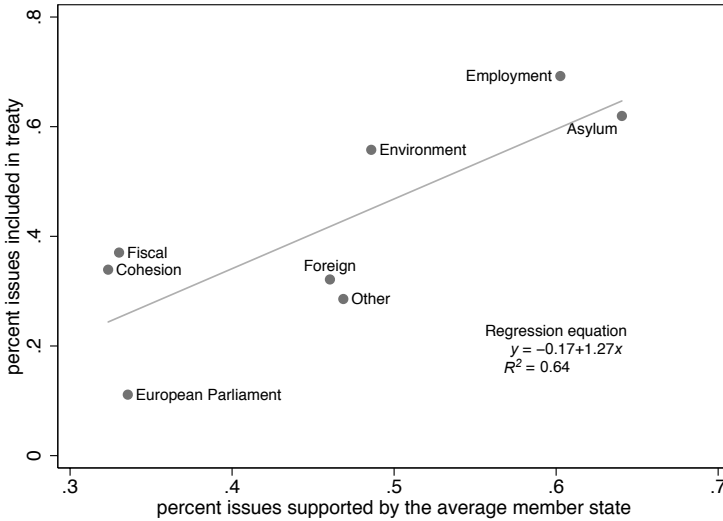 .8
.6
.4
.2
0
percent issues included in treaty
Employment
Asylum
Environment
Fiscal
Cohesion
Foreign
Other
European Parliament
Regression equation
y = −0.17+1.27x
R² = 0.64
.3 .4 .5 .6 .7
percent issues supported by the average member state